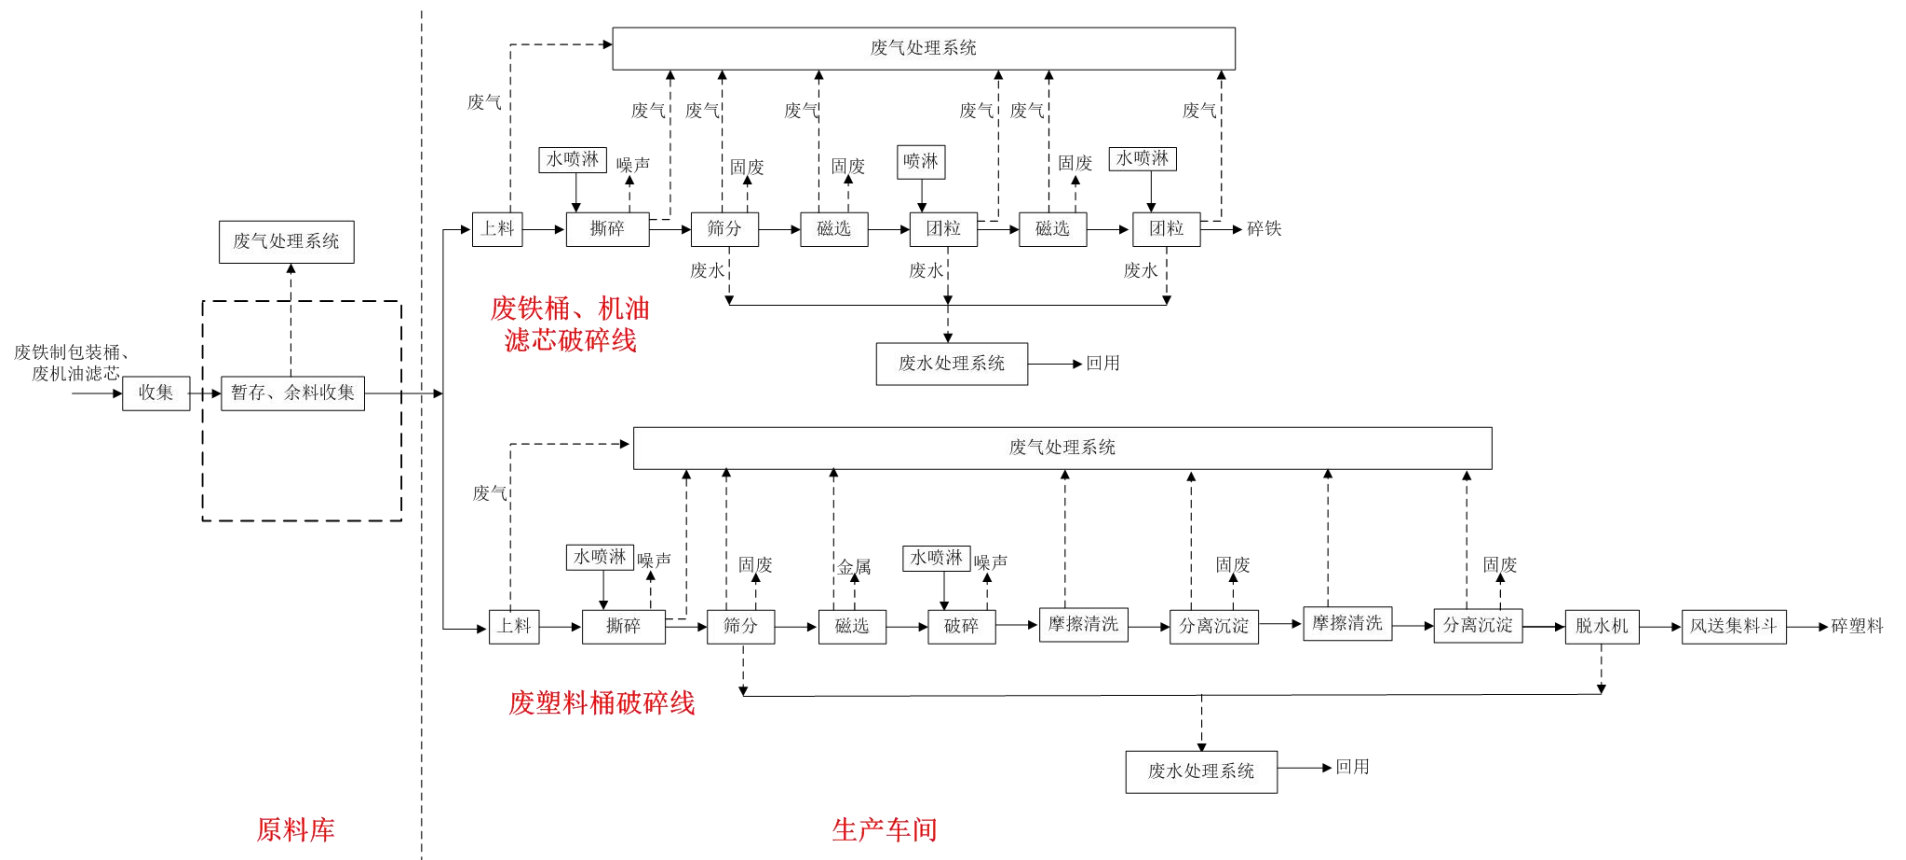 废气处理系统
废气
废气
废气
废气
废气
废气
废气
水喷淋
噪声
固废
固废
喷淋
固废
水喷淋
上料
撕碎
筛分
磁选
团粒
磁选
团粒
碎铁
废水
废水
废水
废铁桶、机油
滤芯破碎线
废水处理系统
回用
废气处理系统
废铁制包装桶、
废机油滤芯
收集
暂存、余料收集
废气处理系统
废气
水喷淋
噪声
固废
金属
水喷淋
噪声
固废
固废
上料
撕碎
筛分
磁选
破碎
摩擦清洗
分离沉淀
摩擦清洗
分离沉淀
脱水机
风送集料斗
碎塑料
废塑料桶破碎线
废水处理系统
回用
原料库
生产车间